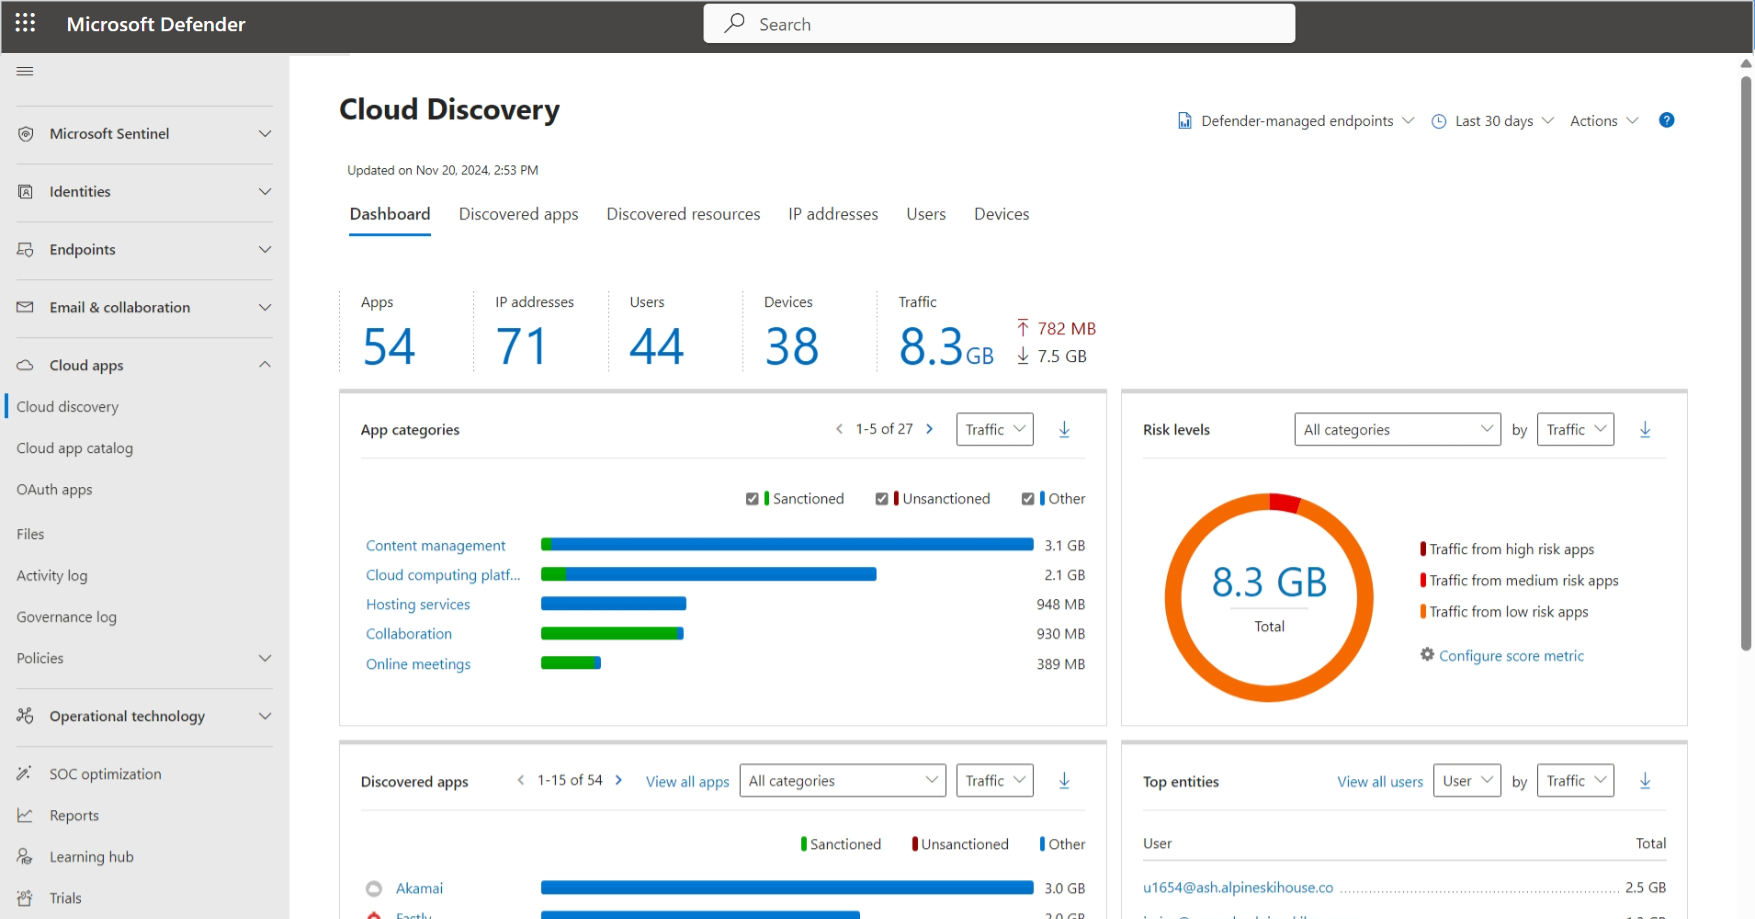 Microsoft Defender
Search
Microsoft Sentinel
Identities
Endpoints
Email & collaboration
Cloud apps
Cloud discovery
Cloud app catalog
OAuth apps
Files
Activity log
Governance log
Policies
Operational technology
SOC optimization
Reports
Learning hub
Trials
Cloud Discovery
Defender-managed endpoints
Last 30 days
Actions
?
Updated on Nov 20, 2024, 2:53 PM
Dashboard Discovered apps Discovered resources IP addresses Users Devices
Apps
54
IP addresses
71
Users
44
Devices
38
Traffic
8.3 GB
782 MB
7.5 GB
App categories
1-5 of 27
Traffic
Sanctioned Unsanctioned Other
Content management 3.1 GB
Cloud computing platf... 2.1 GB
Hosting services 948 MB
Collaboration 930 MB
Online meetings 389 MB
Risk levels
All categories by Traffic
8.3 GB
Total
Traffic from high risk apps
Traffic from medium risk apps
Traffic from low risk apps
Configure score metric
Discovered apps
1-15 of 54
View all apps
All categories
Traffic
Sanctioned Unsanctioned Other
Akamai 3.0 GB
Fastly 2.0 GB
Top entities
View all users
User by Traffic
User Total
u1654@ash.alpineskihouse.co 2.5 GB